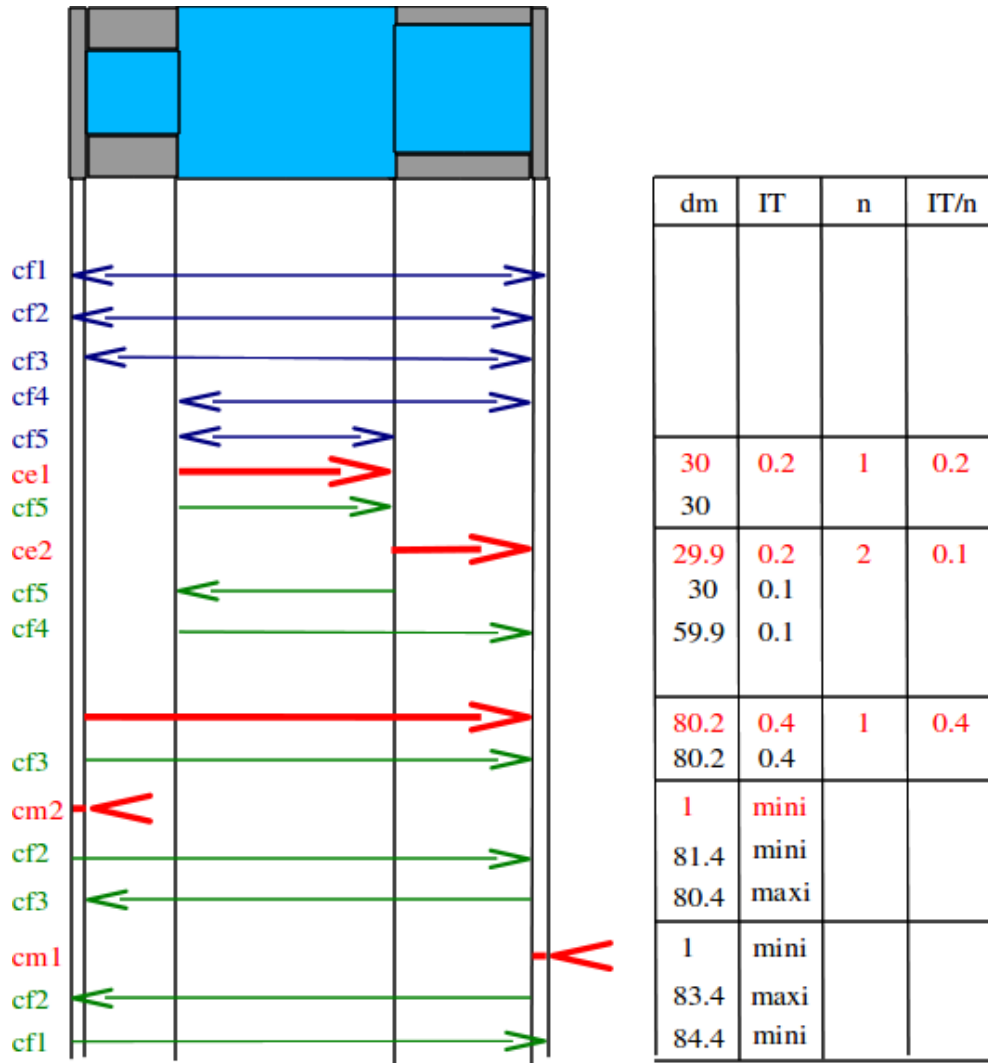 dm IT n IT/n
cf1
cf2
cf3
cf4
cf5
ce1 30 0.2 1 0.2
cf5 30
ce2 29.9 0.2 2 0.1
cf5 30 0.1
cf4 59.9 0.1
80.2 0.4 1 0.4
cf3 80.2 0.4
cm2 1 mini
cf2 81.4 mini
cf3 80.4 maxi
cm1 1 mini
cf2 83.4 maxi
cf1 84.4 mini